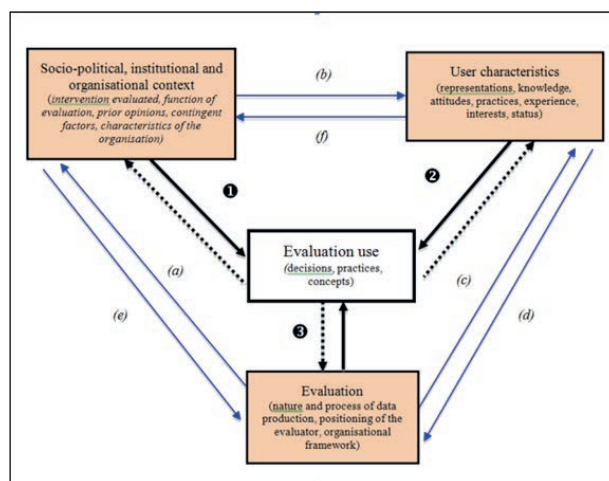 Socio-political, institutional and
organisational context
(intervention evaluated, function of
evaluation, prior opinions, contingent
factors, characteristics of the
organisation)
(b)
(f)
User characteristics
(representations, knowledge,
attitudes, practices, experience,
interests, status)
❶
❷
Evaluation use
(decisions, practices,
concepts)
(a)
(c)
(e)
(d)
❸
Evaluation
(nature and process of data
production, positioning of the
evaluator, organisational
framework)